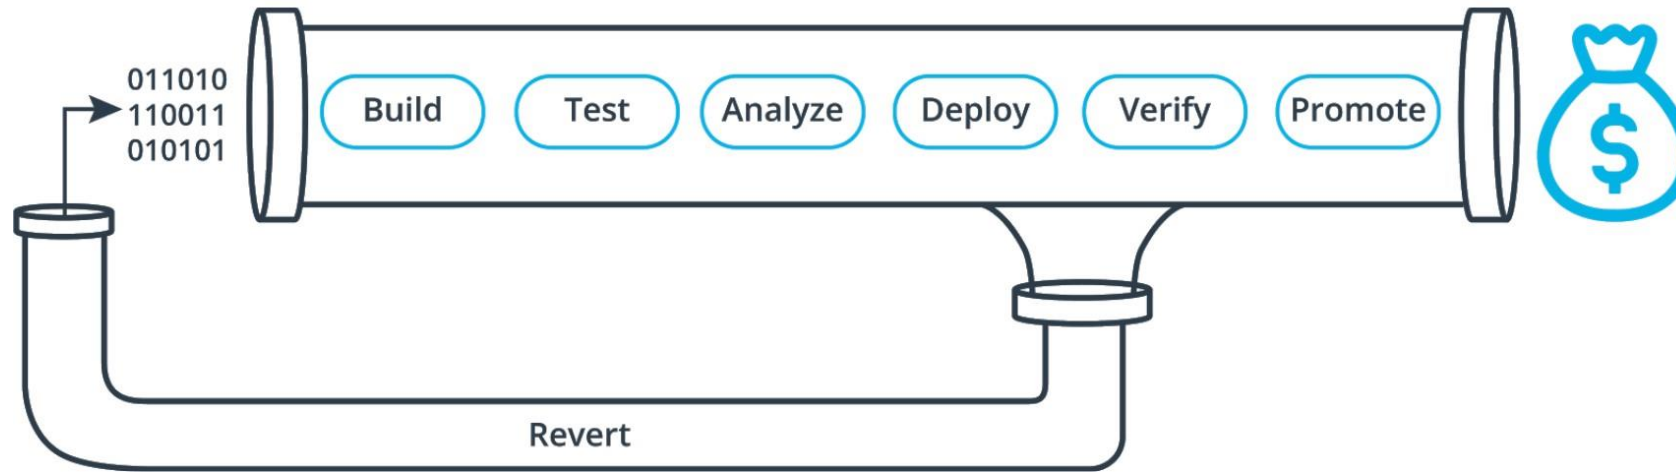 011010
110011
010101
Build Test Analyze Deploy Verify Promote
$
Revert